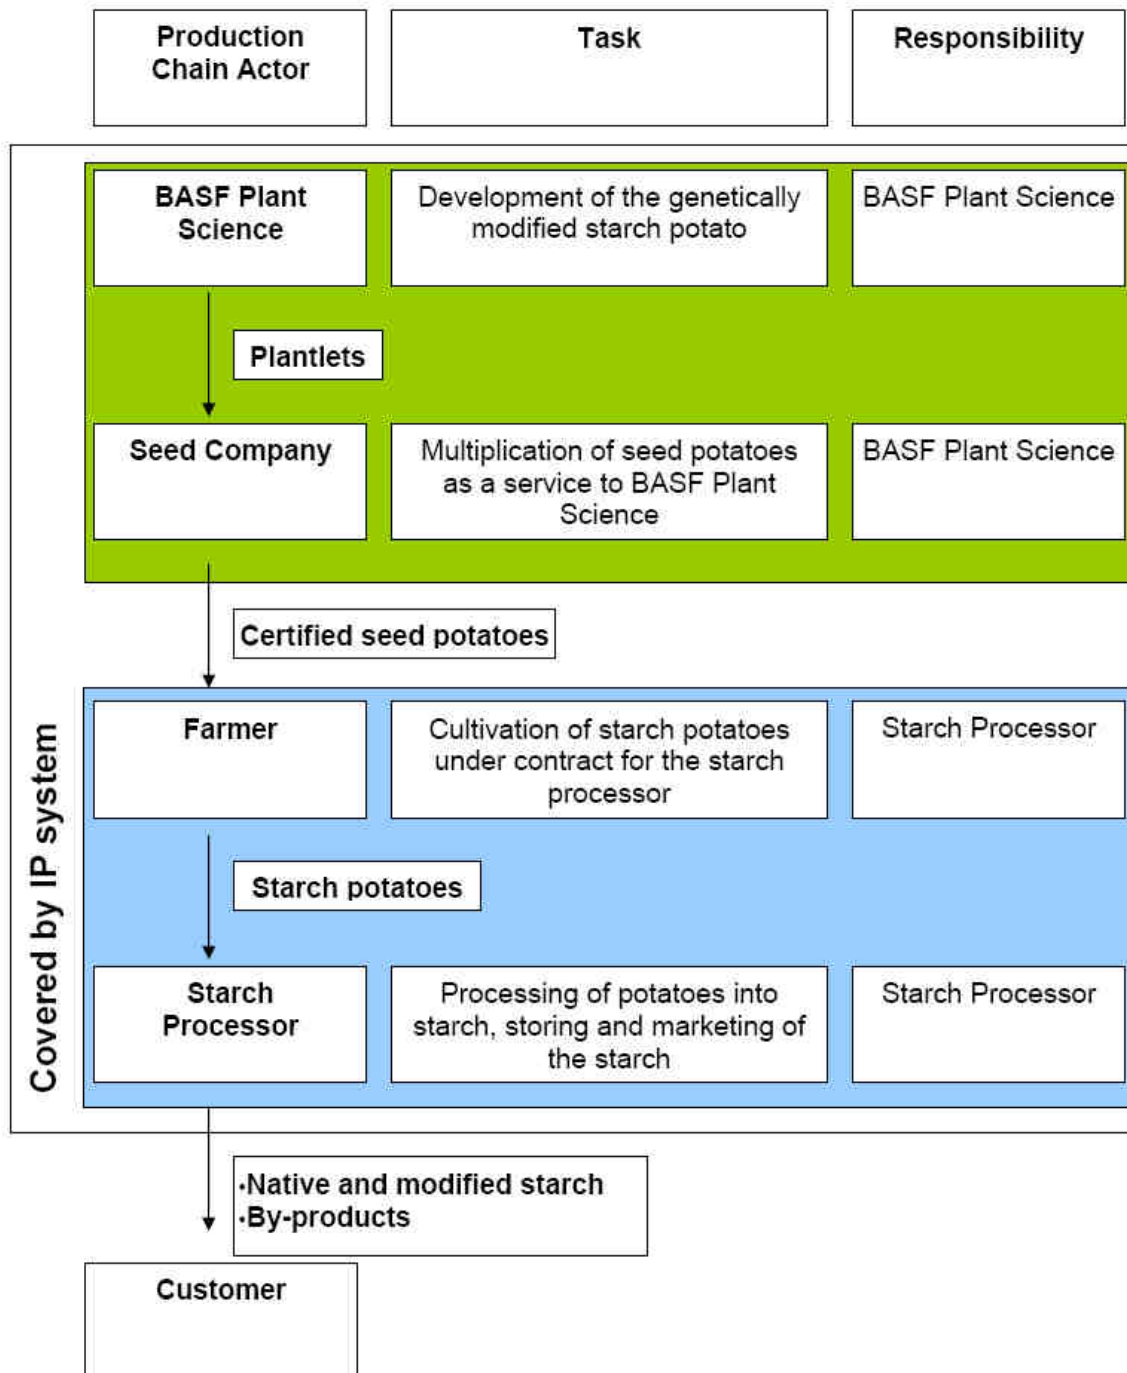 Production
Chain Actor
Task
Responsibility
BASF Plant
Science
Development of the genetically
modified starch potato
BASF Plant Science
Plantlets
Seed Company
Multiplication of seed potatoes
as a service to BASF Plant
Science
BASF Plant Science
Certified seed potatoes
Covered by IP system
Farmer
Cultivation of starch potatoes
under contract for the starch
processor
Starch Processor
Starch potatoes
Starch
Processor
Processing of potatoes into
starch, storing and marketing of
the starch
Starch Processor
•Native and modified starch
•By-products
Customer